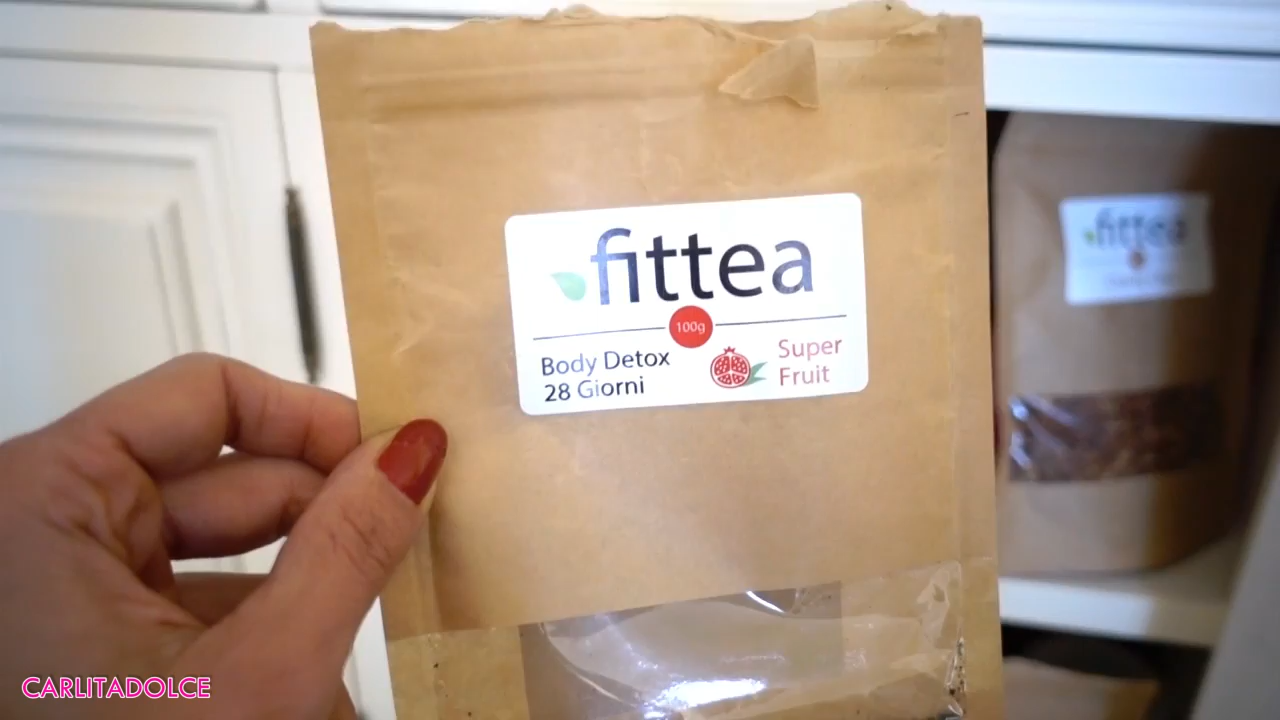 fittea
100g
Body Detox
28 Giorni
Super
Fruit
fittea
CARLITADOLCE